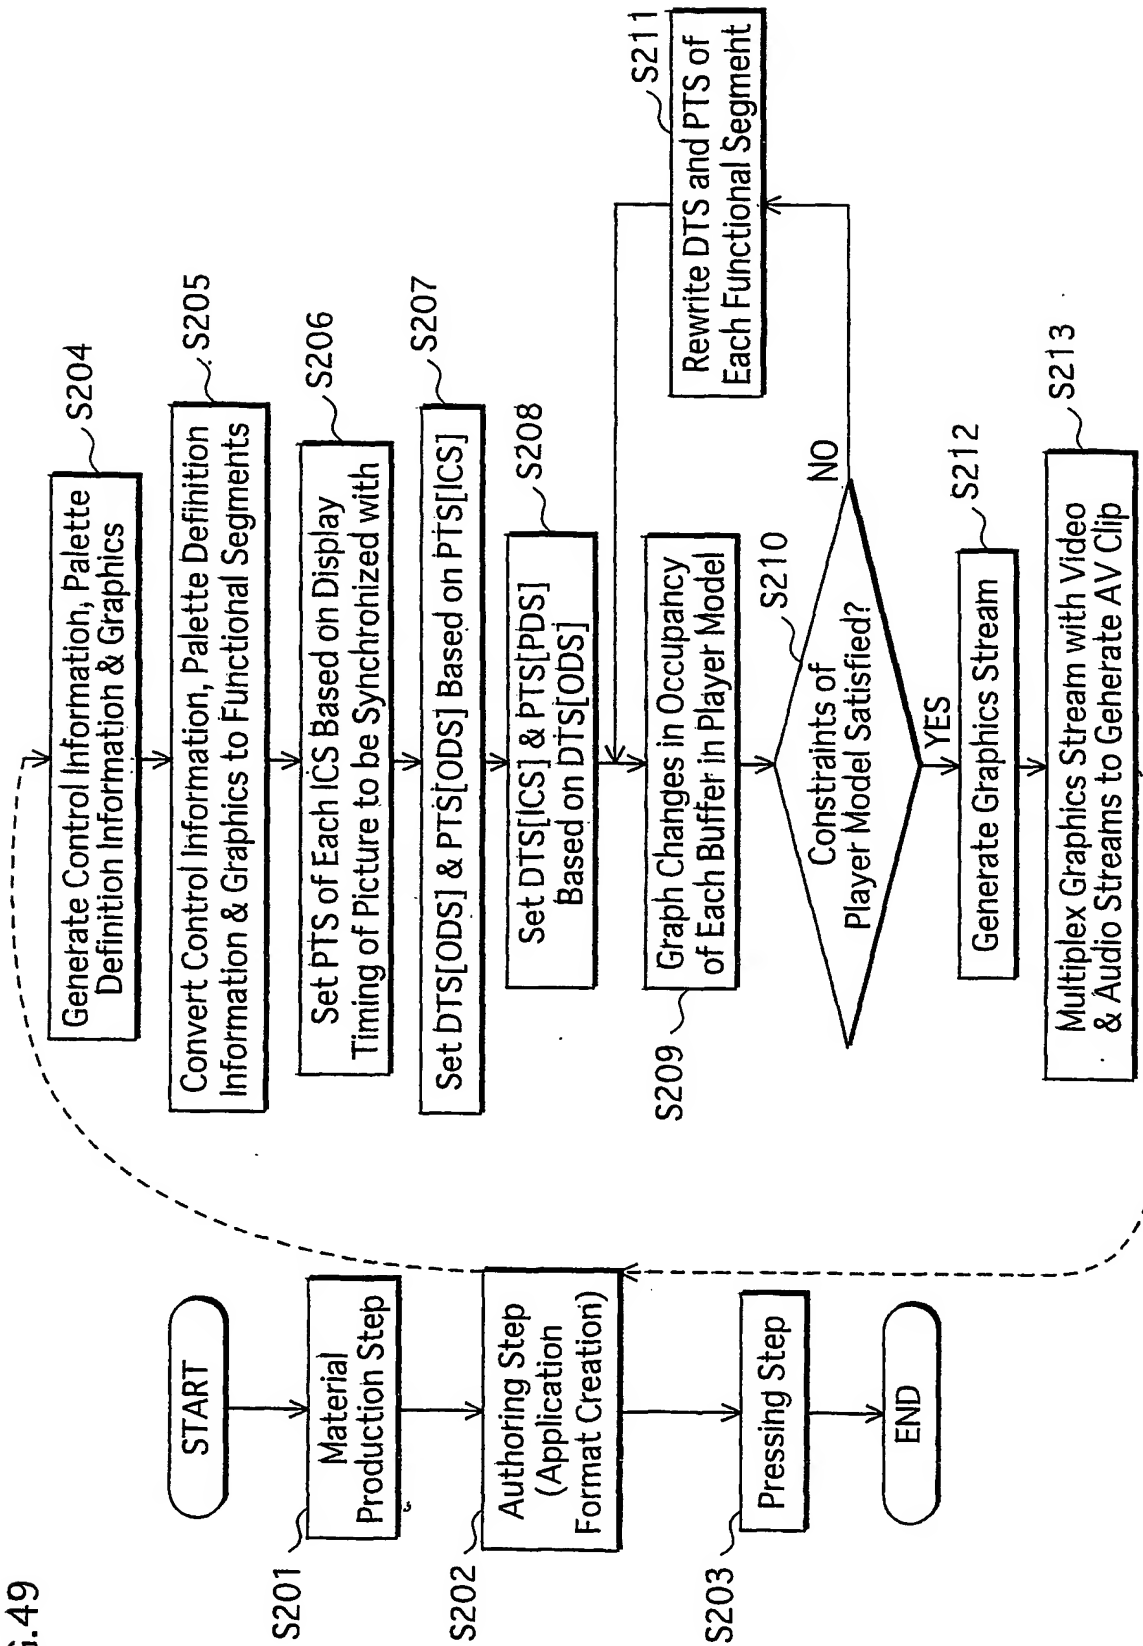 .49
START
S201
Material
Production Step
S202
Authoring Step
(Application
Format Creation)
S203
Pressing Step
END
S204
Generate Control Information, Palette
Definition Information & Graphics
S205
Convert Control Information, Palette Definition
Information & Graphics to Functional Segments
S206
Set PTS of Each ICS Based on Display
Timing of Picture to be Synchronized with
S207
Set DTS[ODS] & PTS[ODS] Based on PTS[ICS]
S208
Set DTS[ICS] & PTS[PDS]
Based on DTS[ODS]
S209
Graph Changes in Occupancy
of Each Buffer in Player Model
S210
Constraints of
Player Model Satisfied?
NO
YES
S211
Rewrite DTS and PTS of
Each Functional Segment
S212
Generate Graphics Stream
S213
Multiplex Graphics Stream with Video
& Audio Streams to Generate AV Clip